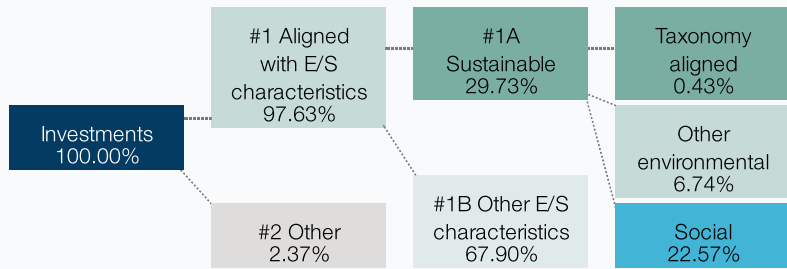 Investments
100.00%
#1 Aligned
with E/S
characteristics
97.63%
#2 Other
2.37%
#1A
Sustainable
29.73%
#1B Other E/S
characteristics
67.90%
Taxonomy
aligned
0.43%
Other
environmental
6.74%
Social
22.57%